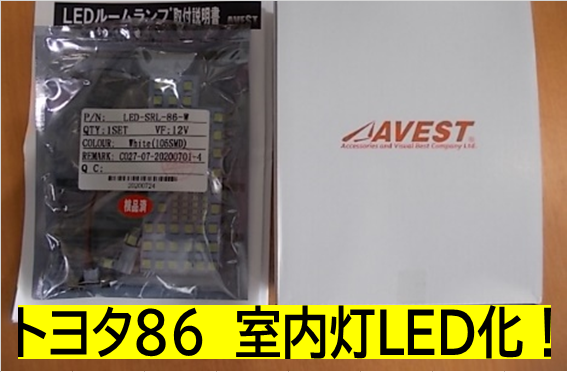 LEDルームランプ取付説明書 AVEST
P/N: LED-SRL-86-W
QTY:1SET VF:12V
COLOUR: White(105SMD)
REMARK: C027-07-20200701-4
Q C:
20200724
検品済
AVEST
Accessories and Visual Best Company Ltd.
トヨタ86 室内灯LED化！